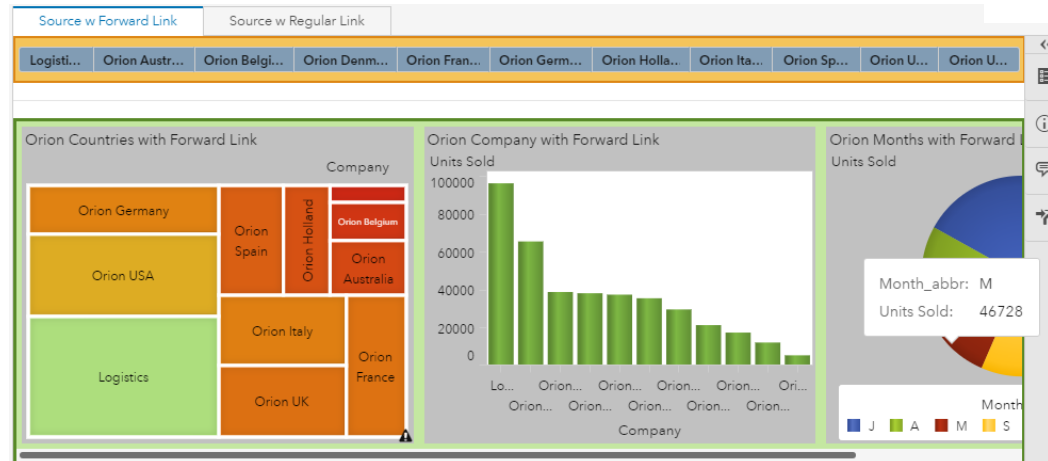 Source w Forward Link
Source w Regular Link
Logisti...
Orion Austr...
Orion Belgi...
Orion Denm...
Orion Fran...
Orion Germ...
Orion Holla...
Orion Ita...
Orion Sp...
Orion U...
Orion U...
Orion Countries with Forward Link
Company
Orion Germany
Orion USA
Logistics
Orion
Spain
Orion Holland
Orion Belgium
Orion
Australia
Orion Italy
Orion UK
Orion
France
Orion Company with Forward Link
Units Sold
100000
80000
60000
40000
20000
0
Lo... Orion... Orion... Orion... Ori...
Orion... Orion... Orion... Orion... Orion...
Company
Orion Months with Forward L
Units Sold
Month_abbr: M
Units Sold: 46728
Month
J A M S